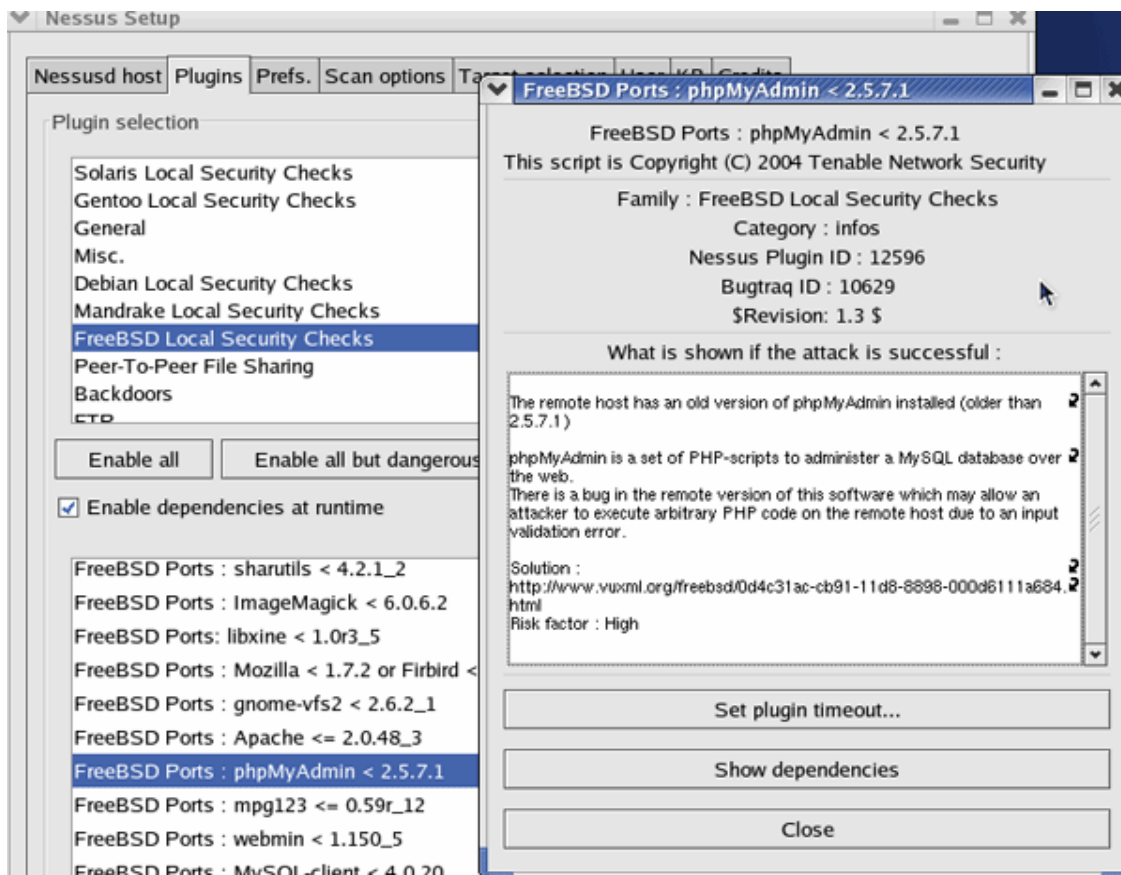 Nessus Setup
Nessusd host
Plugins
Prefs.
Scan options
Plugin selection
Solaris Local Security Checks
Gentoo Local Security Checks
General
Misc.
Debian Local Security Checks
Mandrake Local Security Checks
FreeBSD Local Security Checks
Peer-To-Peer File Sharing
Backdoors
FTP
Enable all
Enable all but dangerous
Enable dependencies at runtime
FreeBSD Ports : sharutils < 4.2.1_2
FreeBSD Ports : ImageMagick < 6.0.6.2
FreeBSD Ports: libxine < 1.0r3_5
FreeBSD Ports : Mozilla < 1.7.2 or Firbird <
FreeBSD Ports : gnome-vfs2 < 2.6.2_1
FreeBSD Ports : Apache <= 2.0.48_3
FreeBSD Ports : phpMyAdmin < 2.5.7.1
FreeBSD Ports : mpg123 <= 0.59r_12
FreeBSD Ports : webmin < 1.150_5
FreeBSD Ports : MySQL-client < 4.0.20
FreeBSD Ports : phpMyAdmin < 2.5.7.1
FreeBSD Ports : phpMyAdmin < 2.5.7.1
This script is Copyright (C) 2004 Tenable Network Security
Family : FreeBSD Local Security Checks
Category : infos
Nessus Plugin ID : 12596
Bugtraq ID : 10629
$Revision: 1.3 $
What is shown if the attack is successful :
The remote host has an old version of phpMyAdmin installed (older than
2.5.7.1)
phpMyAdmin is a set of PHP-scripts to administer a MySQL database over
the web.
There is a bug in the remote version of this software which may allow an
attacker to execute arbitrary PHP code on the remote host due to an input
validation error.
Solution :
http://www.vuxml.org/freebsd/0d4c31ac-cb91-11d8-8898-000d6111a684.
html
Risk factor : High
Set plugin timeout...
Show dependencies
Close